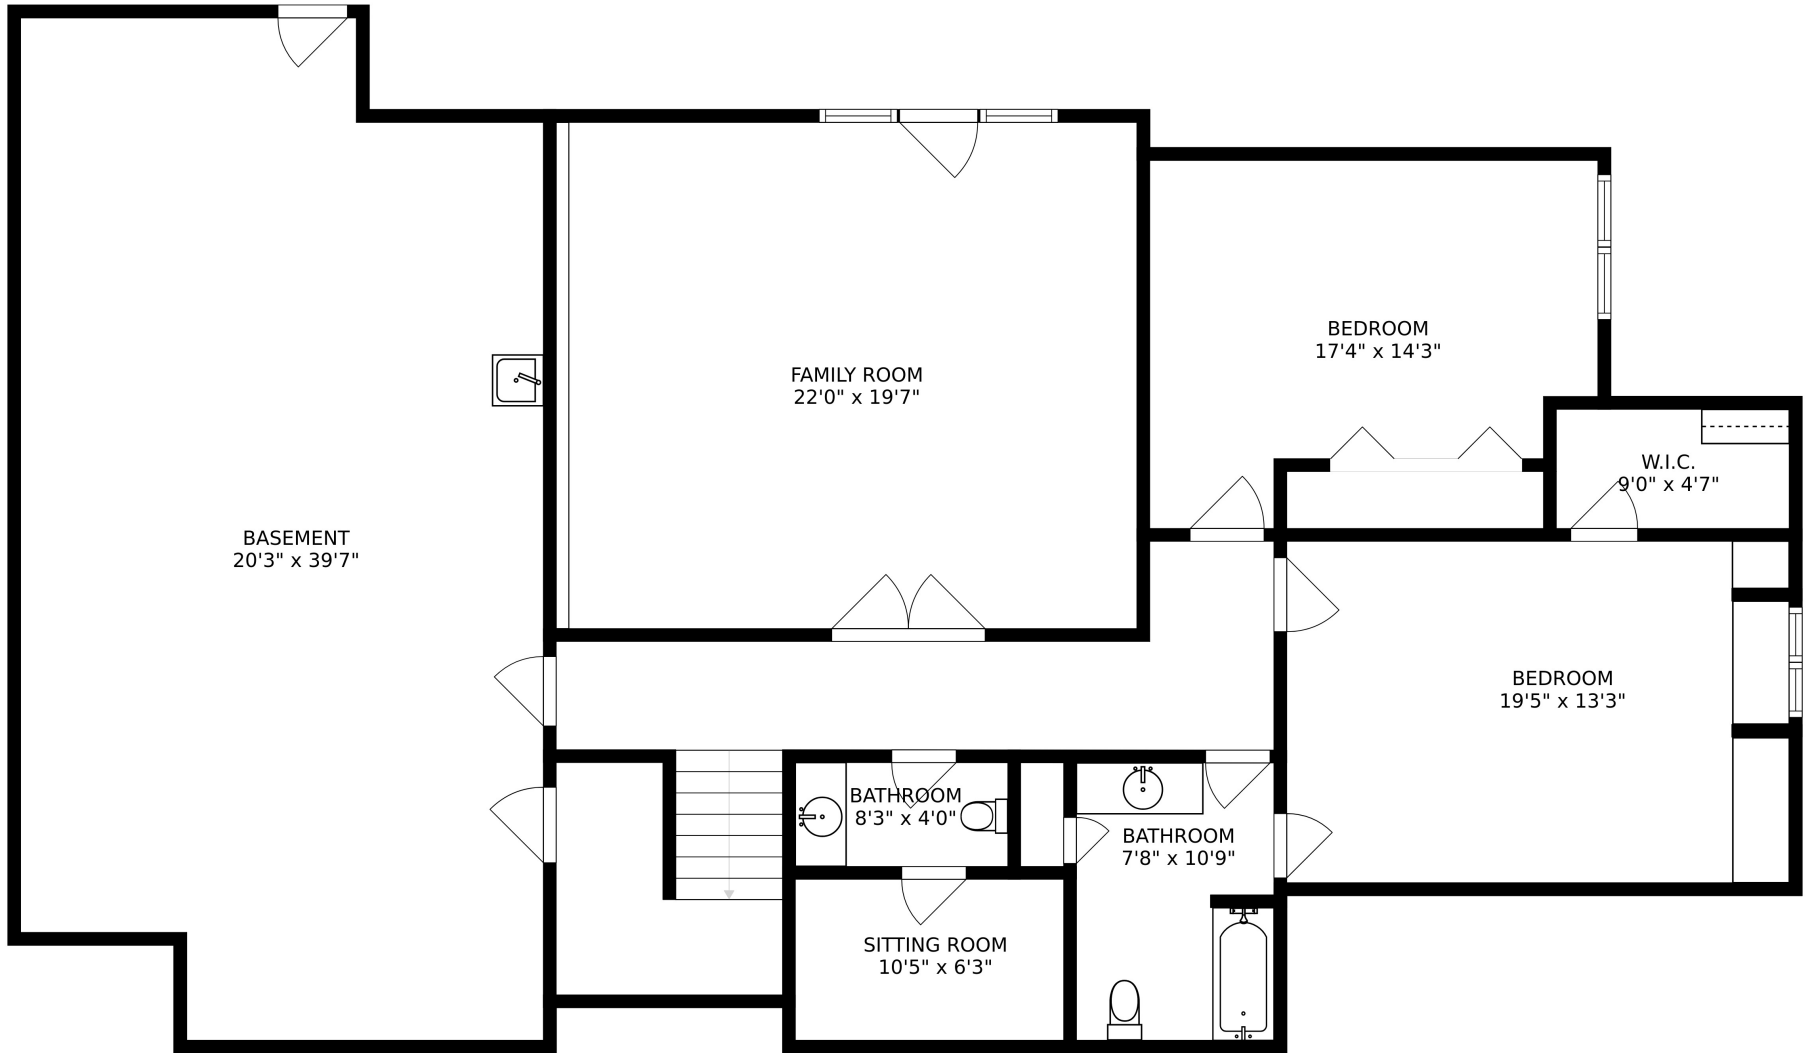 BEDROOM
17'4" x 14'3"
FAMILY ROOM
22'0" x 19'7"
W.I.C.
9'0" x 4'7"
BASEMENT
20'3" x 39'7"
BEDROOM
19'5" x 13'3"
BATHROOM
8'3" x 4'0"
BATHROOM
7'8" x 10'9"
SITTING ROOM
10'5" x 6'3"